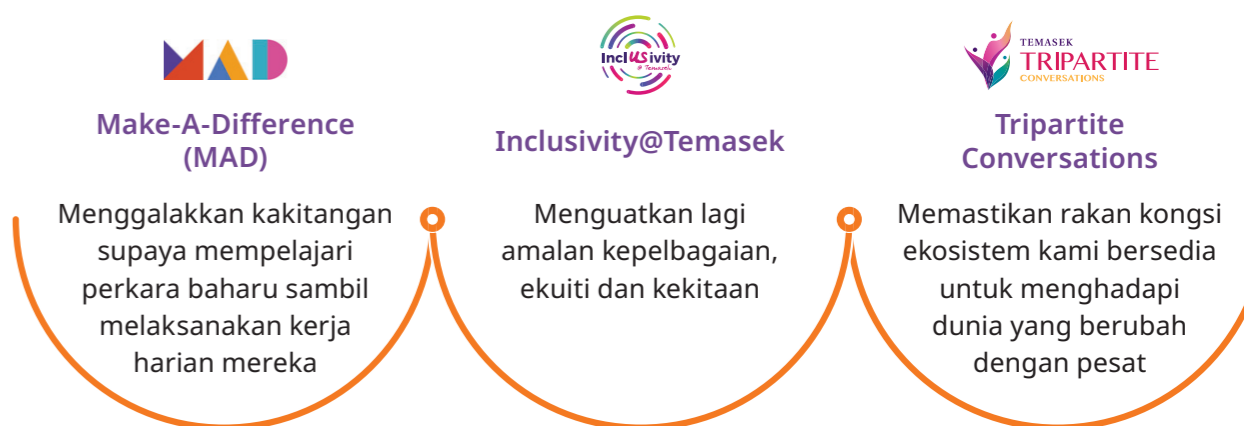 MAD
Make-A-Difference
(MAD)
Menggalakkan kakitangan
supaya mempelajari
perkara baharu sambil
melaksanakan kerja
harian mereka
InclUSivity
@ Temasek
Inclusivity@Temasek
Menguatkan lagi
amalan kepelbagaian,
ekuiti dan kekitaan
TEMASEK
TRIPARTITE
CONVERSATIONS
Tripartite
Conversations
Memastikan rakan kongsi
ekosistem kami bersedia
untuk menghadapi
dunia yang berubah
dengan pesat